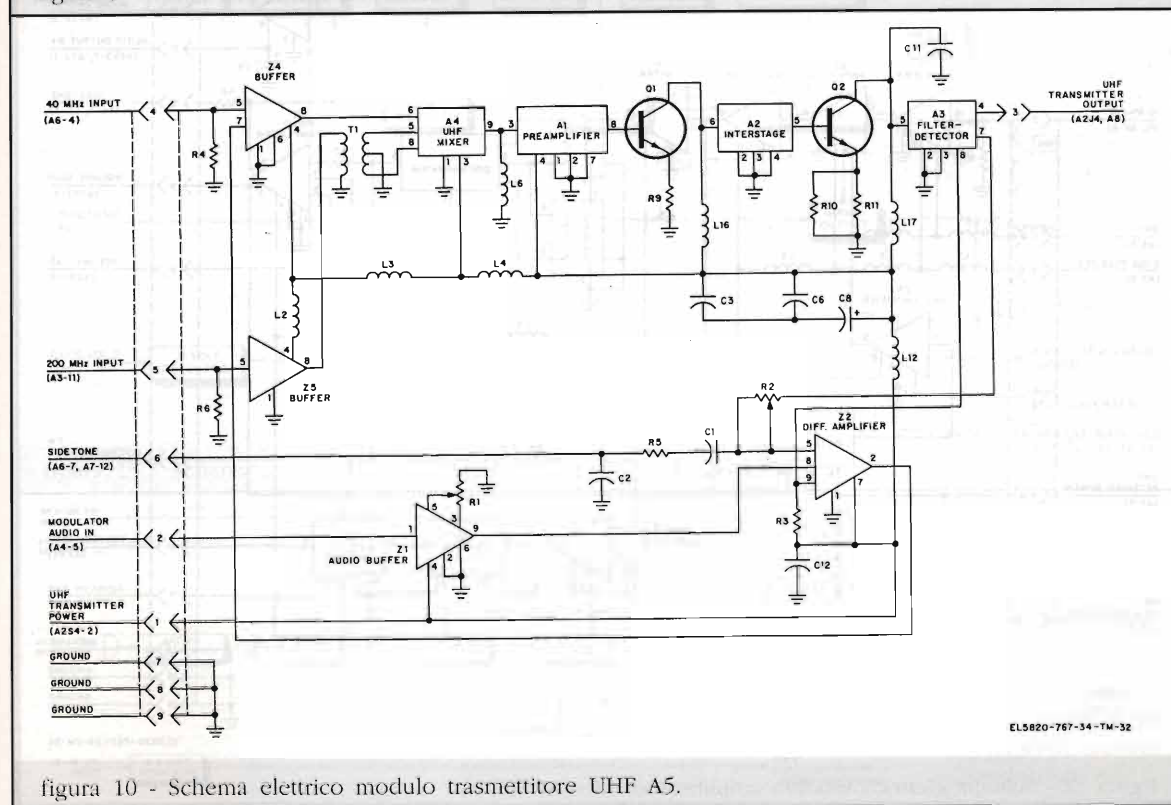 Z4
BUFFER
40 MHz INPUT
(A6-4)
4
5
7
8
4
1
6
R4
T1
6
5
8
A4
UHF
MIXER
9
1
3
L6
3
A1
PREAMPLIFIER
8
4
1
2
7
Q1
R9
6
A2
INTERSTAGE
5
2
3
4
L16
Q2
R10
R11
C11
5
A3
FILTER-
DETECTOR
4
7
2
3
8
3
UHF
TRANSMITTER
OUTPUT
(A2J4, A8)
L17
L3
L4
L2
C3
C6
C8
+
L12
200 MHz INPUT
(A3-11)
5
5
4
8
1
Z5
BUFFER
R6
SIDETONE
(A6-7, A7-12)
6
C2
R5
C1
R2
Z2
DIFF. AMPLIFIER
5
8
9
2
1
7
R3
C12
MODULATOR
AUDIO IN
(A4-5)
2
1
5
3
R1
9
6
2
4
Z1
AUDIO BUFFER
UHF
TRANSMITTER
POWER
(A2S4-2)
1
GROUND
7
GROUND
8
GROUND
9
EL5820-767-34-TM-32
figura 10 - Schema elettrico modulo trasmettitore UHF A5.